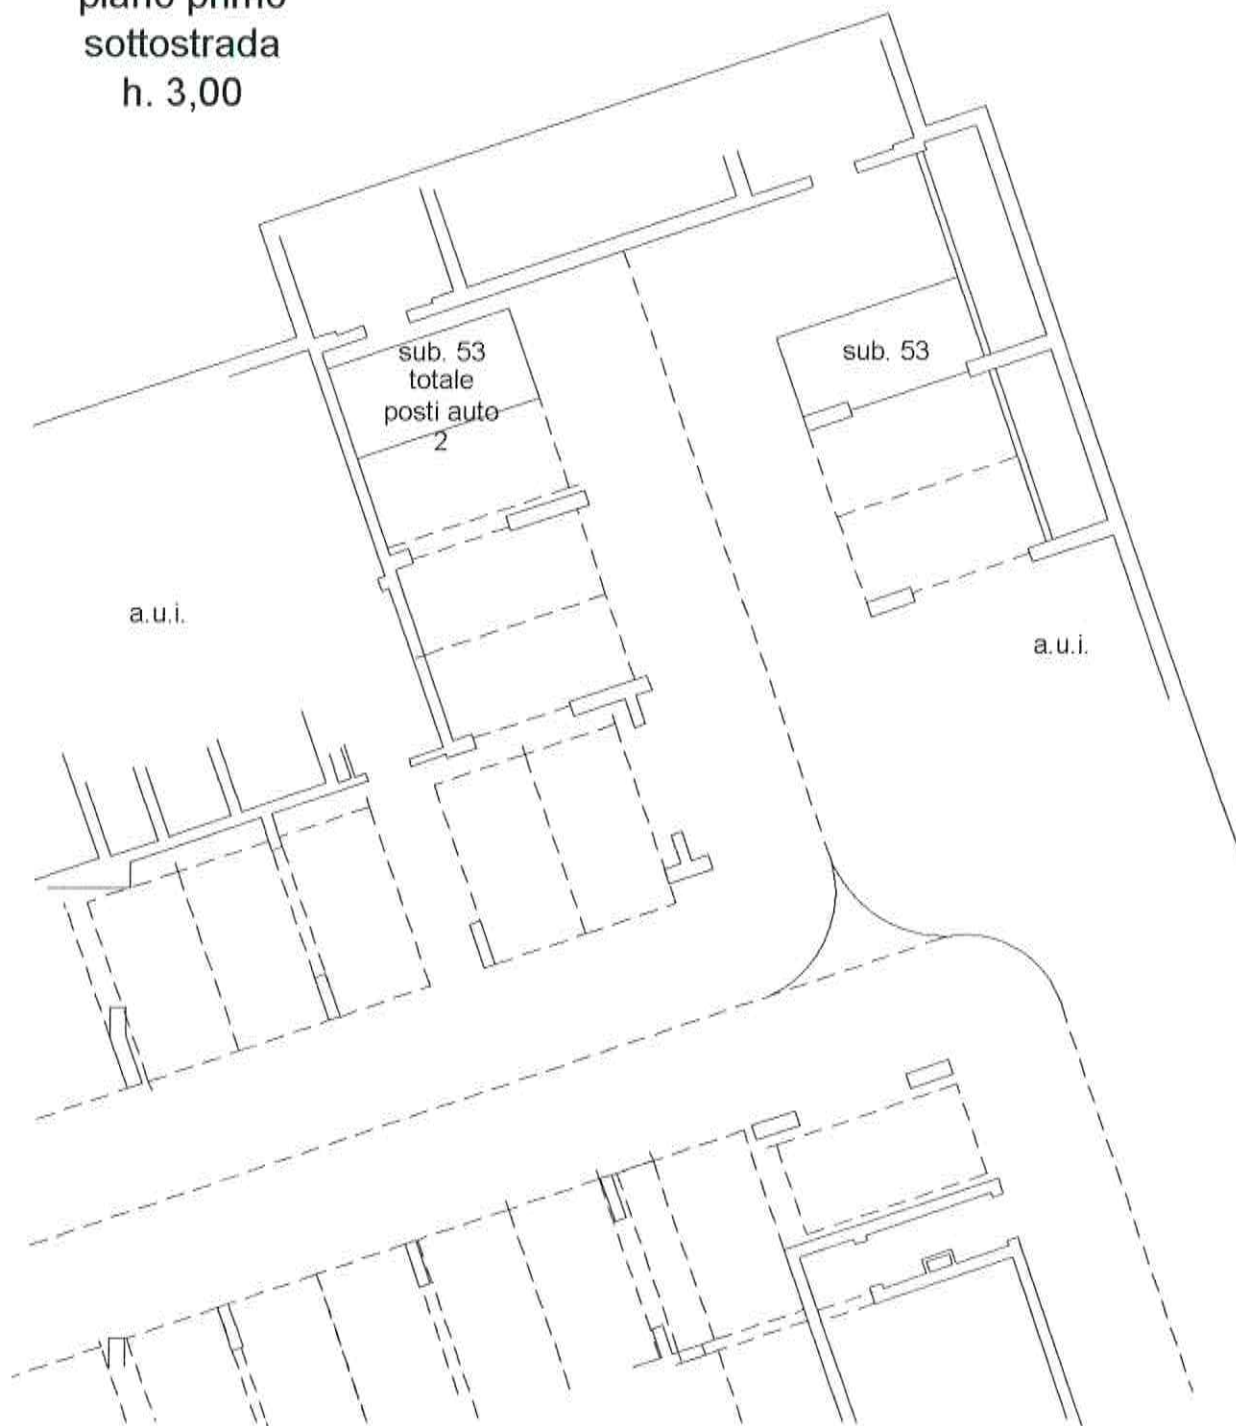 piano primo
sottostrada
h. 3,00
sub. 53
totale
posti auto
2
sub. 53
a.u.i.
a.u.i.